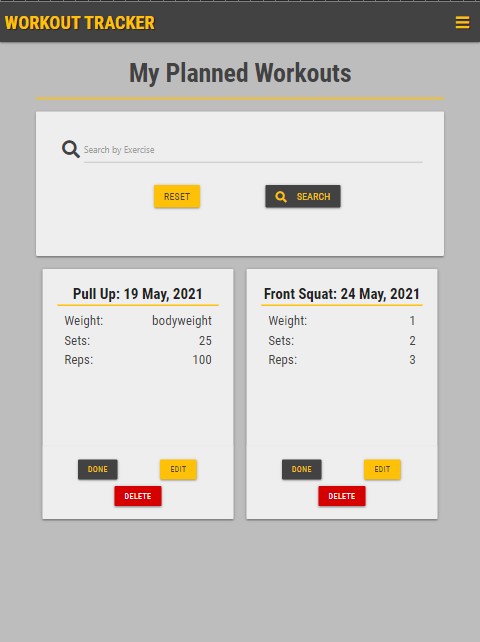 WORKOUT TRACKER
My Planned Workouts
Search by Exercise
RESET
SEARCH
Pull Up: 19 May, 2021
Weight: bodyweight
Sets: 25
Reps: 100
DONE
EDIT
DELETE
Front Squat: 24 May, 2021
Weight: 1
Sets: 2
Reps: 3
DONE
EDIT
DELETE